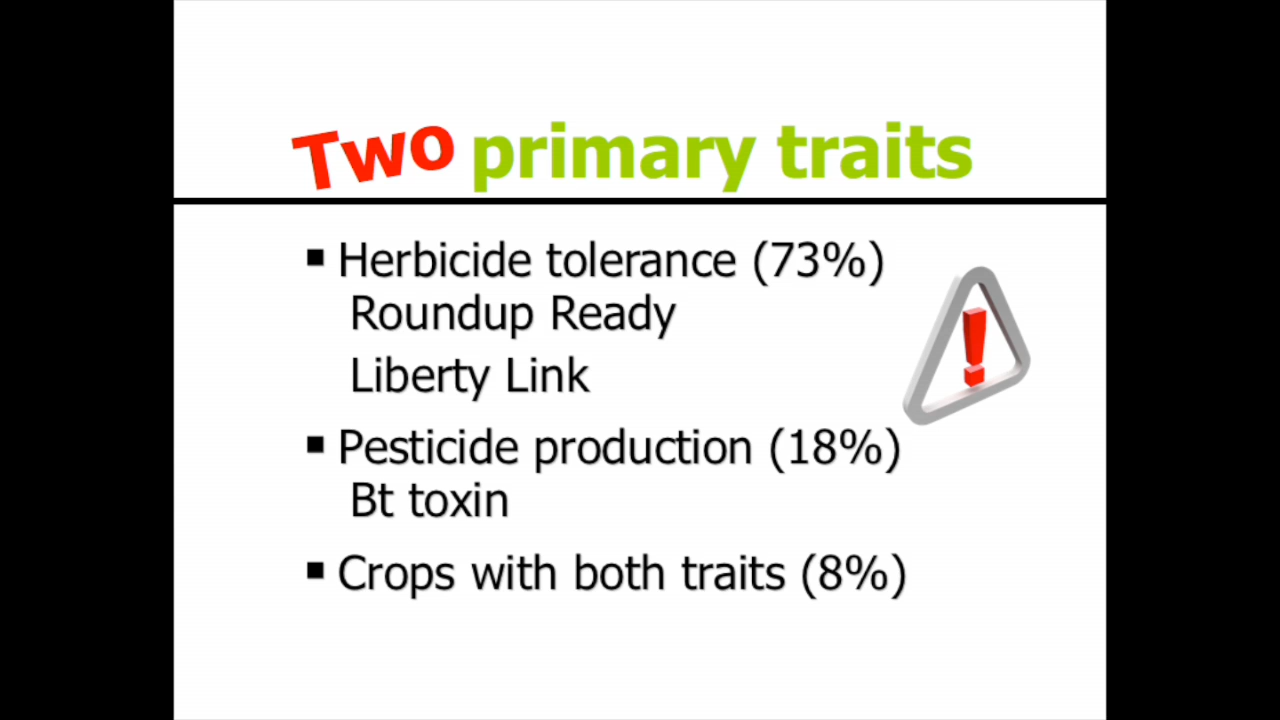 Two primary traits
▪ Herbicide tolerance (73%)
Roundup Ready
Liberty Link
▪ Pesticide production (18%)
Bt toxin
▪ Crops with both traits (8%)